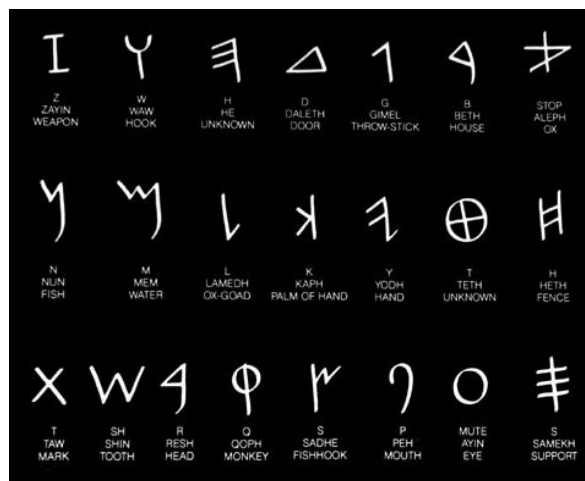 𐤀 𐤁 𐤂 𐤃 𐤄 𐤅 𐤆
Z W H D G B STOP
ZAYIN WAW HE DALETH GIMEL BETH ALEPH
WEAPON HOOK UNKNOWN DOOR THROW-STICK HOUSE OX
𐤇 𐤈 𐤉 𐤊 𐤋 𐤌 𐤍
N M L K Y T H
NUN MEM LAMEDH KAPH YODH TETH HETH
FISH WATER OX-GOAD PALM OF HAND HAND UNKNOWN FENCE
𐤎 𐤏 𐤐 𐤑 𐤒 𐤓 𐤔 𐤕
T SH R Q S P MUTE S
TAW SHIN RESH QOPH SADHE PEH AYIN SAMEKH
MARK TOOTH HEAD MONKEY FISHHOOK MOUTH EYE SUPPORT